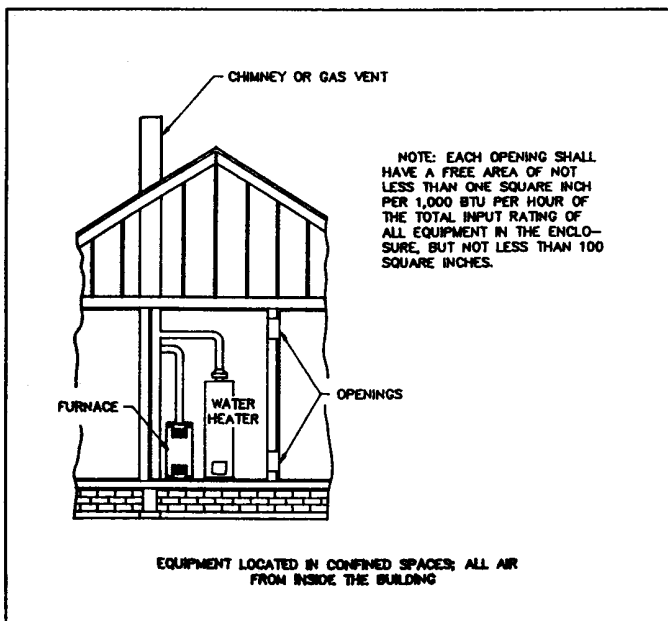 CHIMNEY OR GAS VENT
NOTE: EACH OPENING SHALL
HAVE A FREE AREA OF NOT
LESS THAN ONE SQUARE INCH
PER 1,000 BTU PER HOUR OF
THE TOTAL INPUT RATING OF
ALL EQUIPMENT IN THE ENCLO-
SURE, BUT NOT LESS THAN 100
SQUARE INCHES.
FURNACE
WATER
HEATER
OPENINGS
EQUIPMENT LOCATED IN CONFINED SPACES; ALL AIR
FROM INSIDE THE BUILDING